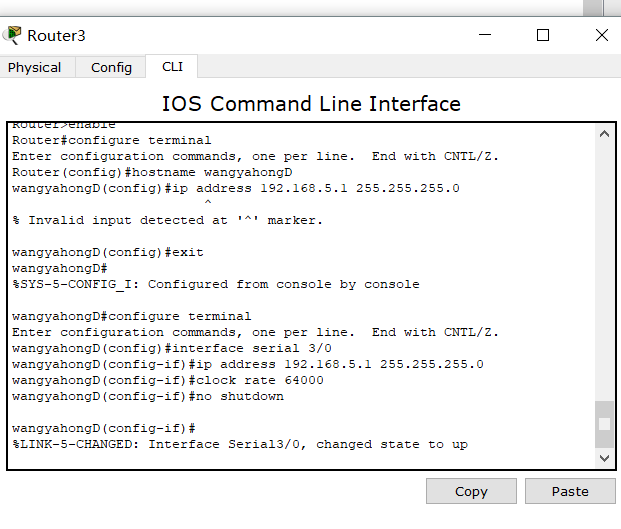 Router3
Physical
Config
CLI
IOS Command Line Interface
Router>enable
Router#configure terminal
Enter configuration commands, one per line.  End with CNTL/Z.
Router(config)#hostname wangyahongD
wangyahongD(config)#ip address 192.168.5.1 255.255.255.0
^
% Invalid input detected at '^' marker.
wangyahongD(config)#exit
wangyahongD#
%SYS-5-CONFIG_I: Configured from console by console
wangyahongD#configure terminal
Enter configuration commands, one per line.  End with CNTL/Z.
wangyahongD(config)#interface serial 3/0
wangyahongD(config-if)#ip address 192.168.5.1 255.255.255.0
wangyahongD(config-if)#clock rate 64000
wangyahongD(config-if)#no shutdown
wangyahongD(config-if)#
%LINK-5-CHANGED: Interface Serial3/0, changed state to up
Copy
Paste